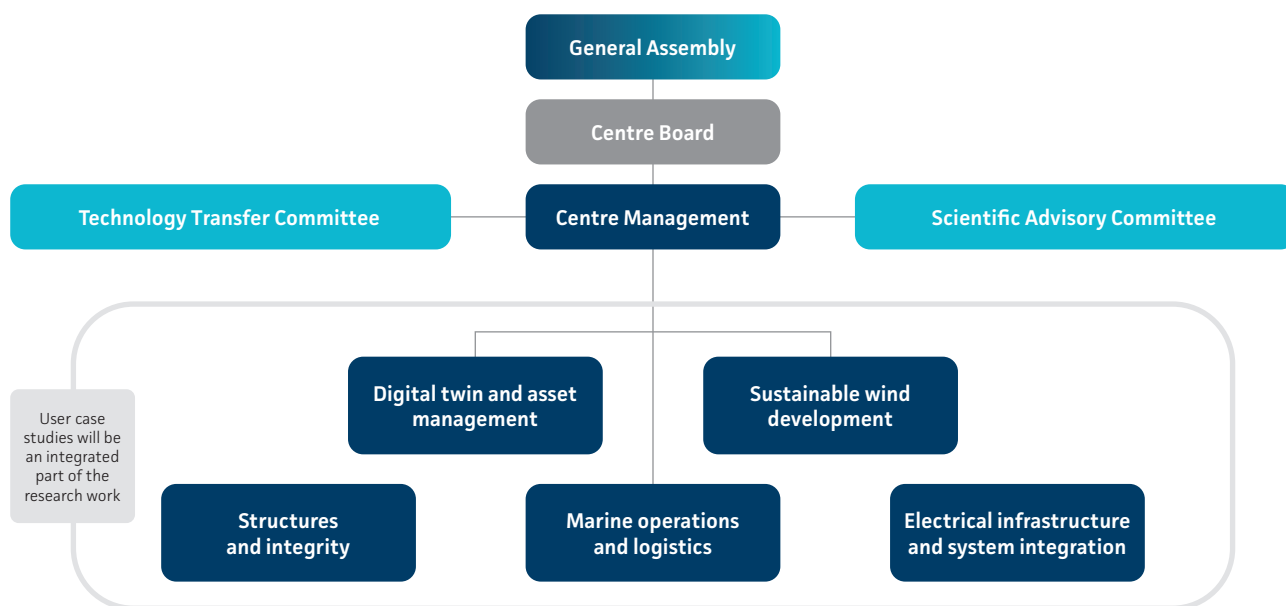 General Assembly
Centre Board
Technology Transfer Committee
Centre Management
Scientific Advisory Committee
Digital twin and asset
management
Sustainable wind
development
User case
studies will be
an integrated
part of the
research work
Structures
and integrity
Marine operations
and logistics
Electrical infrastructure
and system integration